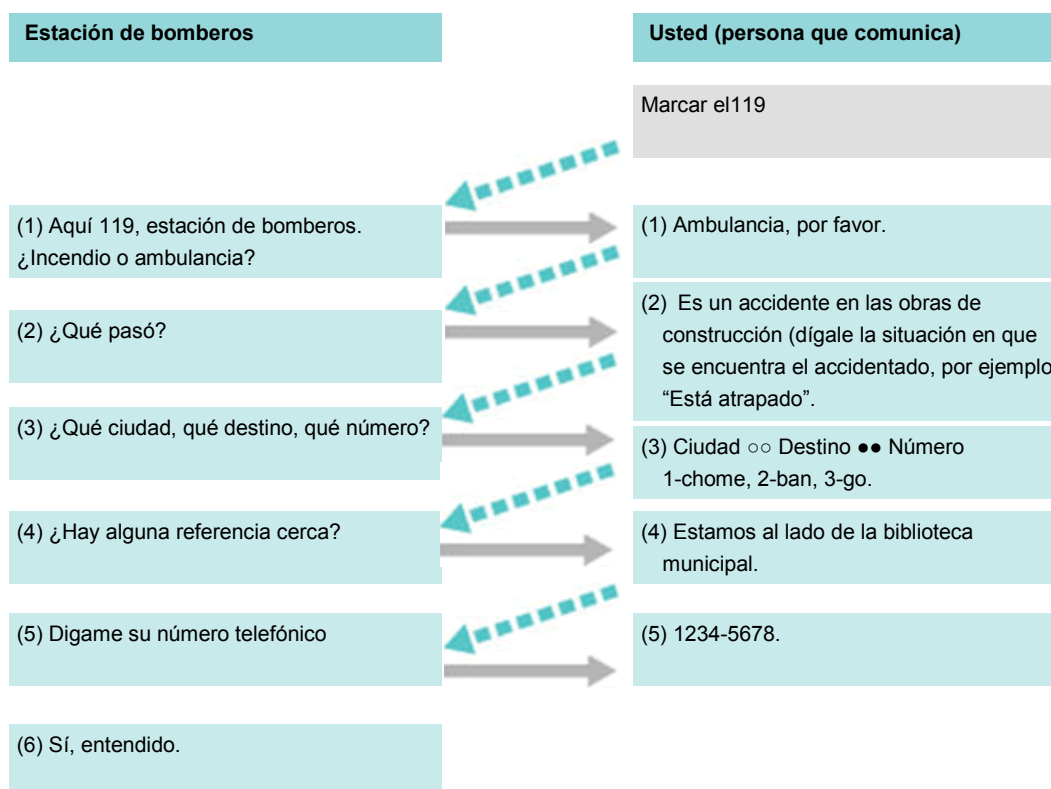 Estación de bomberos
Usted (persona que comunica)
Marcar el119
(1) Aquí 119, estación de bomberos.
¿Incendio o ambulancia?
(1) Ambulancia, por favor.
(2) ¿Qué pasó?
(2) Es un accidente en las obras de
construcción (dígale la situación en que
se encuentra el accidentado, por ejemplo
“Está atrapado”.
(3) ¿Qué ciudad, qué destino, qué número?
(3) Ciudad ○○ Destino ●● Número
1-chome, 2-ban, 3-go.
(4) ¿Hay alguna referencia cerca?
(4) Estamos al lado de la biblioteca
municipal.
(5) Digame su número telefónico
(5) 1234-5678.
(6) Sí, entendido.